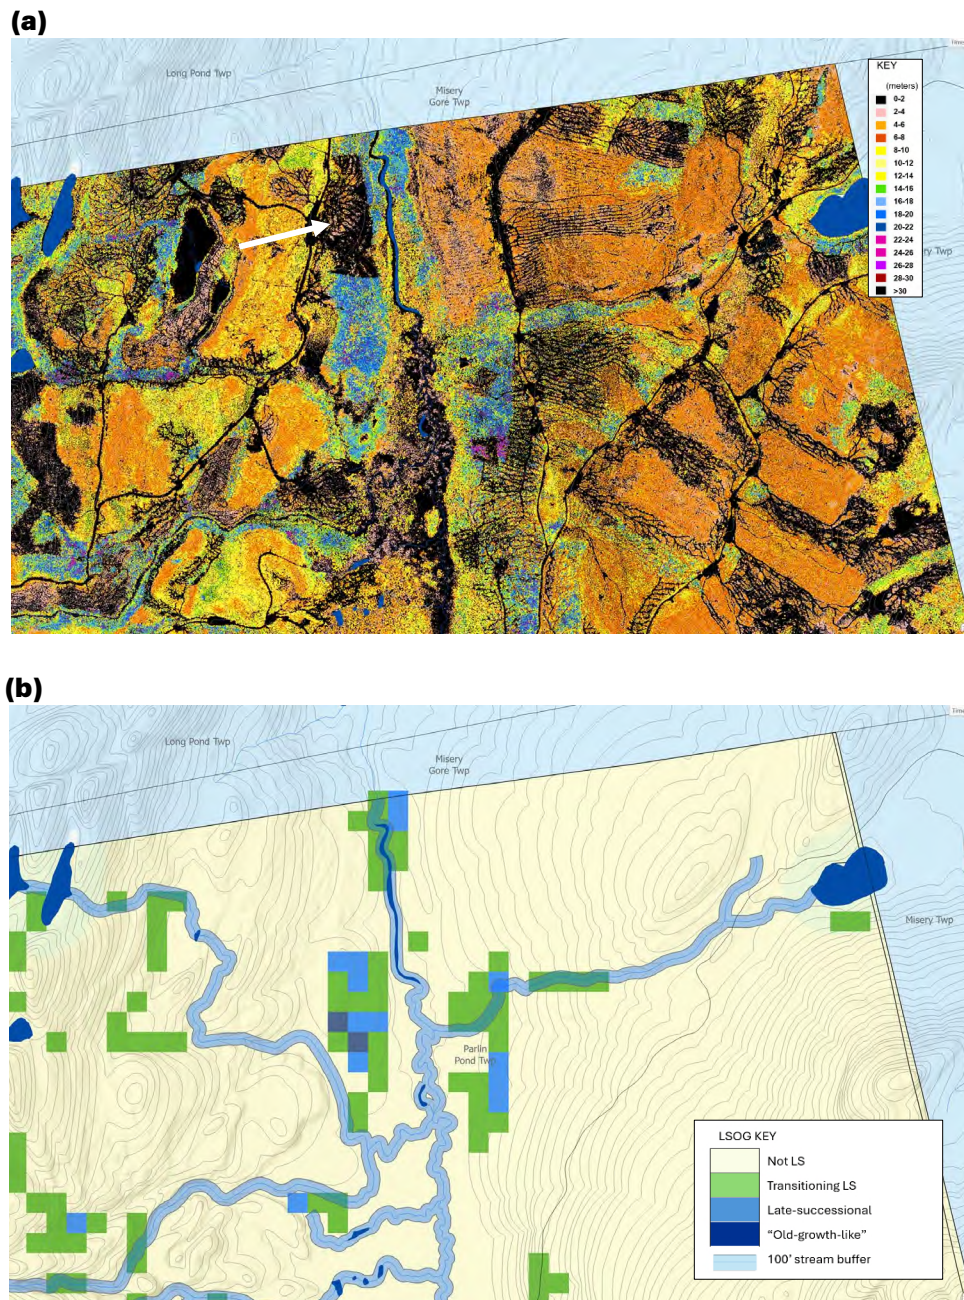 (a)
Time
Long Pond Twp
Misery
Gore Twp
KEY
(meters)
0-2
2-4
4-6
6-8
8-10
10-12
12-14
14-16
16-18
18-20
20-22
22-24
24-26
26-28
28-30
>30
ry Twp
(b)
Time
Long Pond Twp
Misery
Gore Twp
Misery Twp
Parlin
Pond Twp
LSOG KEY
Not LS
Transitioning LS
Late-successional
“Old-growth-like”
100’ stream buffer